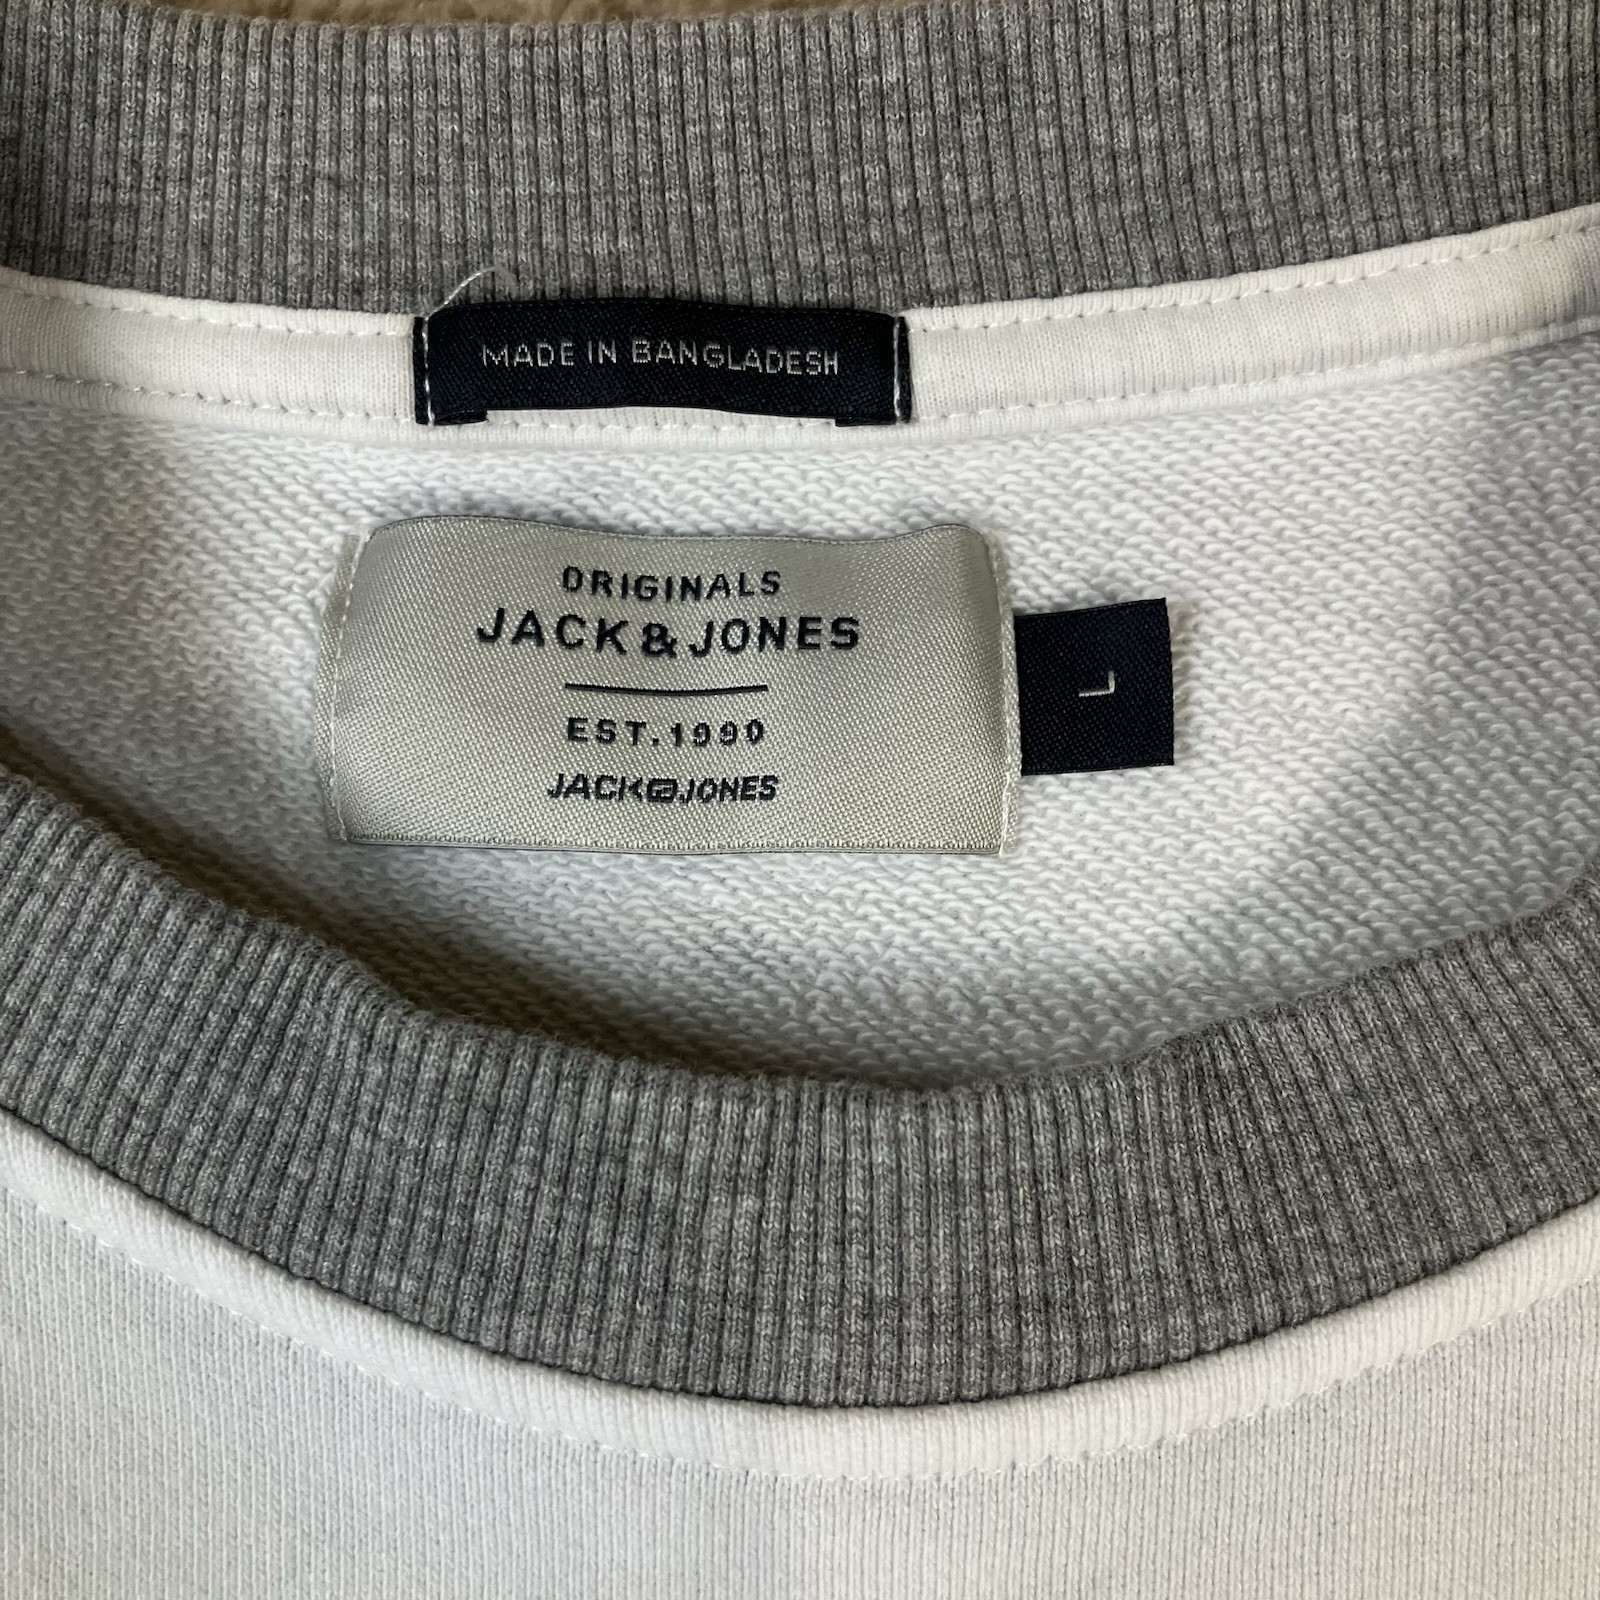 MADE IN BANGLADESH
ORIGINALS
JACK & JONES
EST. 1990
JACK JONES
L